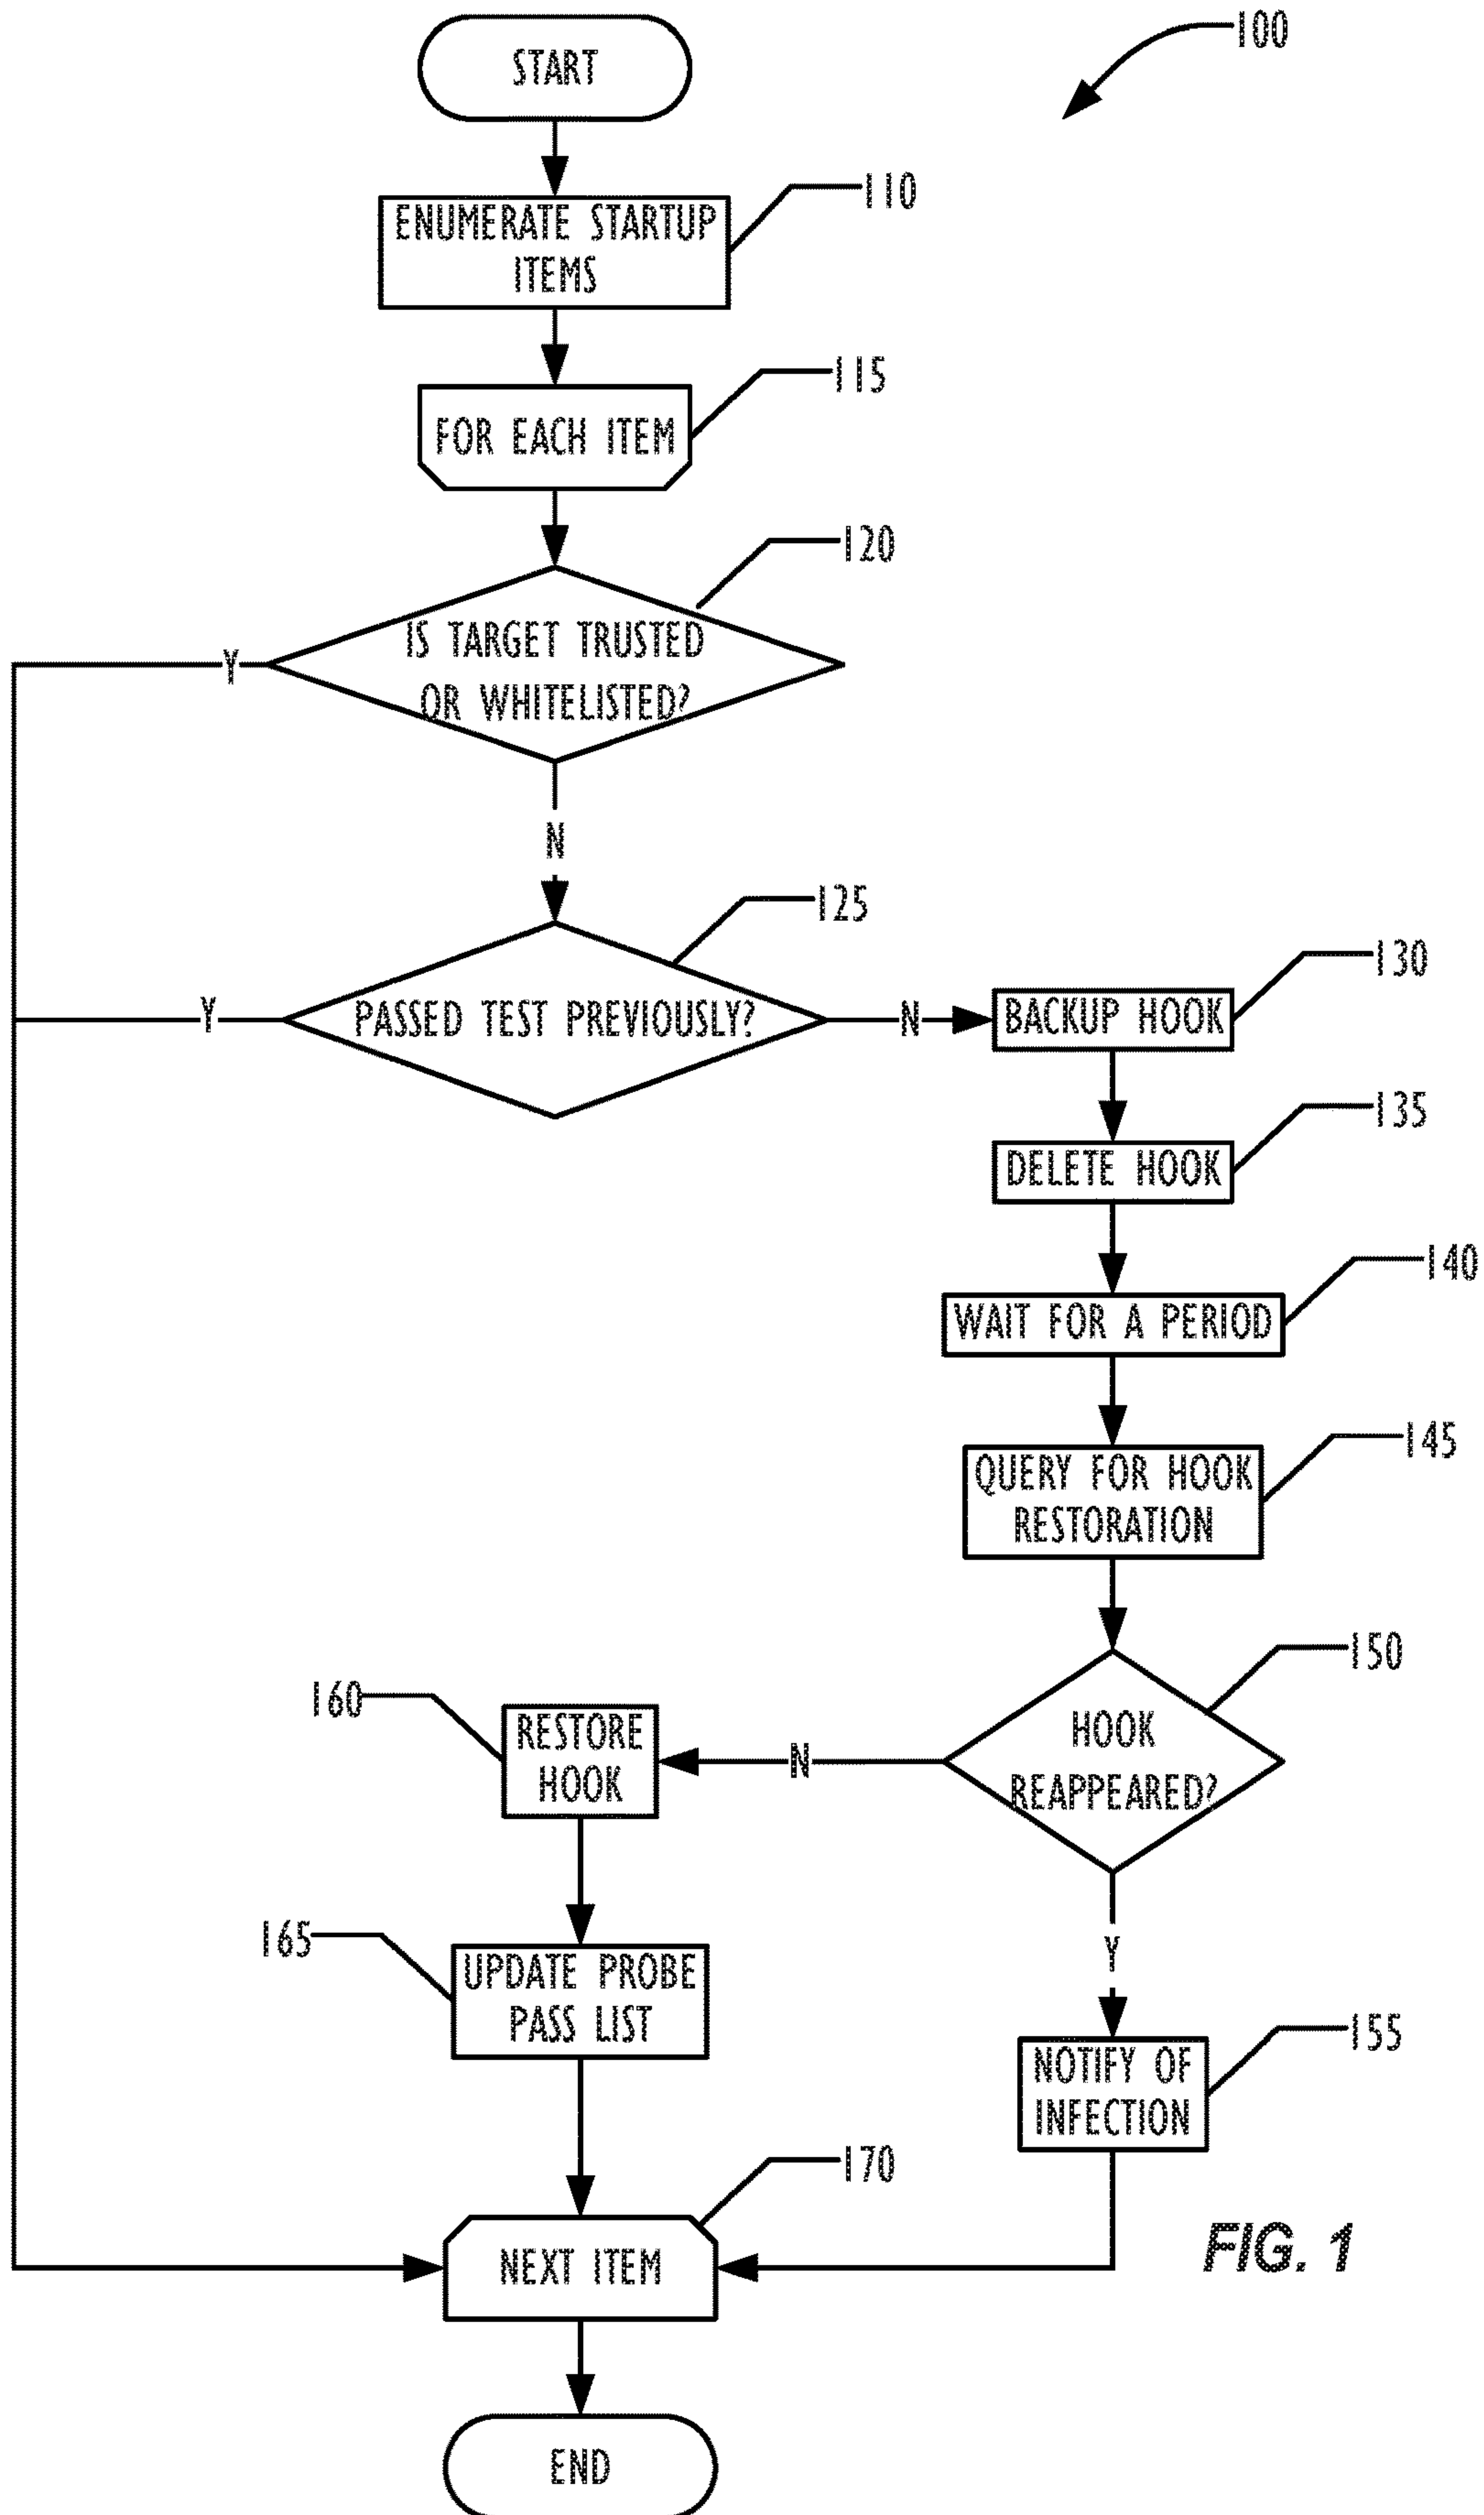 100
START
ENUMERATE STARTUP
ITEMS
110
FOR EACH ITEM
115
IS TARGET TRUSTED
OR WHITELISTED?
120
Y
N
PASSED TEST PREVIOUSLY?
125
Y
N
BACKUP HOOK
130
DELETE HOOK
135
WAIT FOR A PERIOD
140
QUERY FOR HOOK
RESTORATION
145
HOOK
REAPPEARED?
150
N
Y
RESTORE
HOOK
160
UPDATE PROBE
PASS LIST
165
NOTIFY OF
INFECTION
155
NEXT ITEM
170
END
FIG. 1